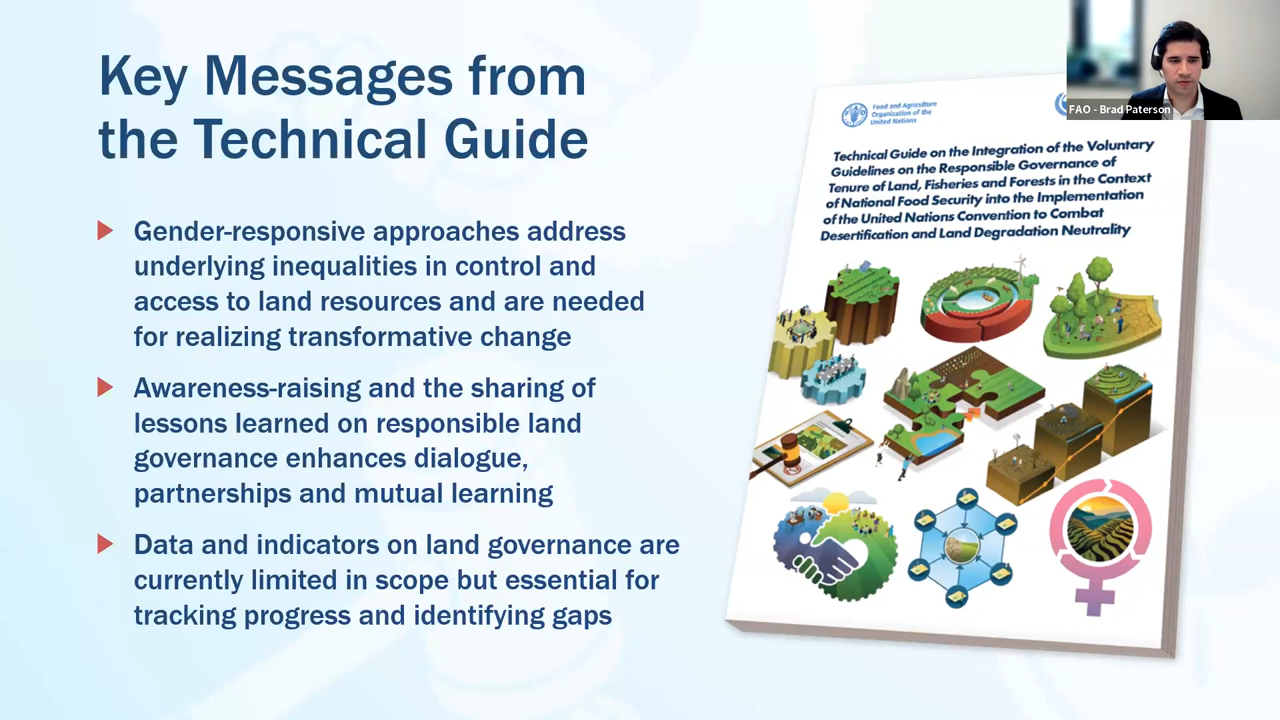 Key Messages from
the Technical Guide
Gender-responsive approaches address
underlying inequalities in control and
access to land resources and are needed
for realizing transformative change
Awareness-raising and the sharing of
lessons learned on responsible land
governance enhances dialogue,
partnerships and mutual learning
Data and indicators on land governance are
currently limited in scope but essential for
tracking progress and identifying gaps
FAO - Brad Paterson
Food and Agriculture
Organization of the
United Nations
Technical Guide on the Integration of the Voluntary
Guidelines on the Responsible Governance of
Tenure of Land, Fisheries and Forests in the Context
of National Food Security into the Implementation
of the United Nations Convention to Combat
Desertification and Land Degradation Neutrality